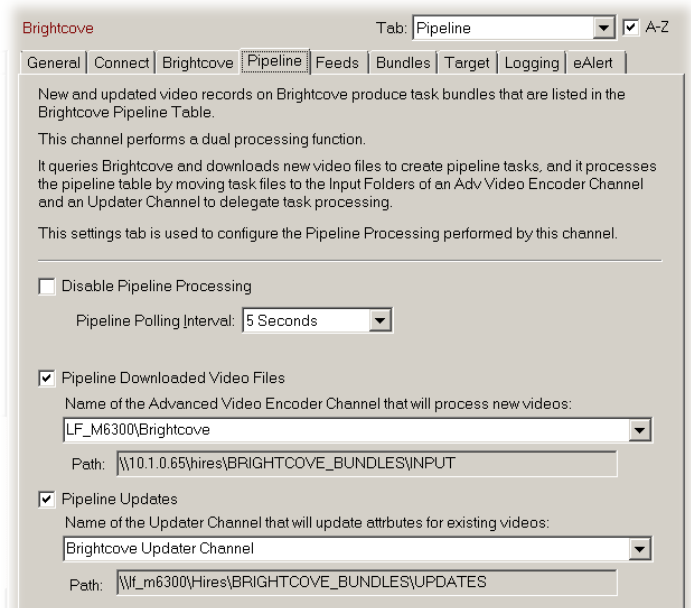 Brightcove Tab: Pipeline A-Z
General Connect Brightcove Pipeline Feeds Bundles Target Logging eAlert
New and updated video records on Brightcove produce task bundles that are listed in the
Brightcove Pipeline Table.
This channel performs a dual processing function.
It queries Brightcove and downloads new video files to create pipeline tasks, and it processes
the pipeline table by moving task files to the Input Folders of an Adv Video Encoder Channel
and an Updater Channel to delegate task processing.
This settings tab is used to configure the Pipeline Processing performed by this channel.
Disable Pipeline Processing
Pipeline Polling Interval: 5 Seconds
Pipeline Downloaded Video Files
Name of the Advanced Video Encoder Channel that will process new videos:
LF_M6300\Brightcove
Path: \\10.1.0.65\hires\BRIGHTCOVE_BUNDLES\INPUT
Pipeline Updates
Name of the Updater Channel that will update attrbutes for existing videos:
Brightcove Updater Channel
Path: \\lf_m6300\Hires\BRIGHTCOVE_BUNDLES\UPDATES